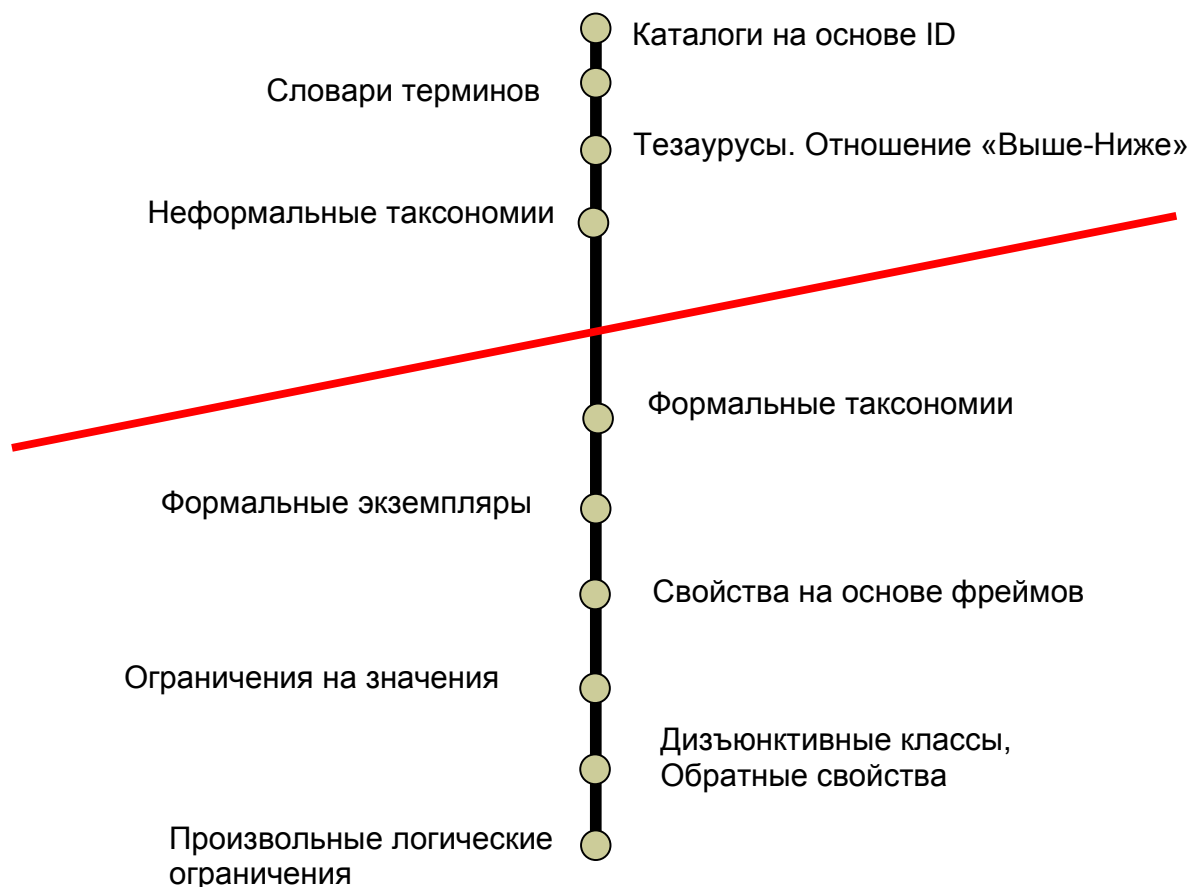 Каталоги на основе ID
Словари терминов
Тезаурусы. Отношение «Выше-Ниже»
Неформальные таксономии
Формальные таксономии
Формальные экземпляры
Свойства на основе фреймов
Ограничения на значения
Дизъюнктивные классы,
Обратные свойства
Произвольные логические
ограничения